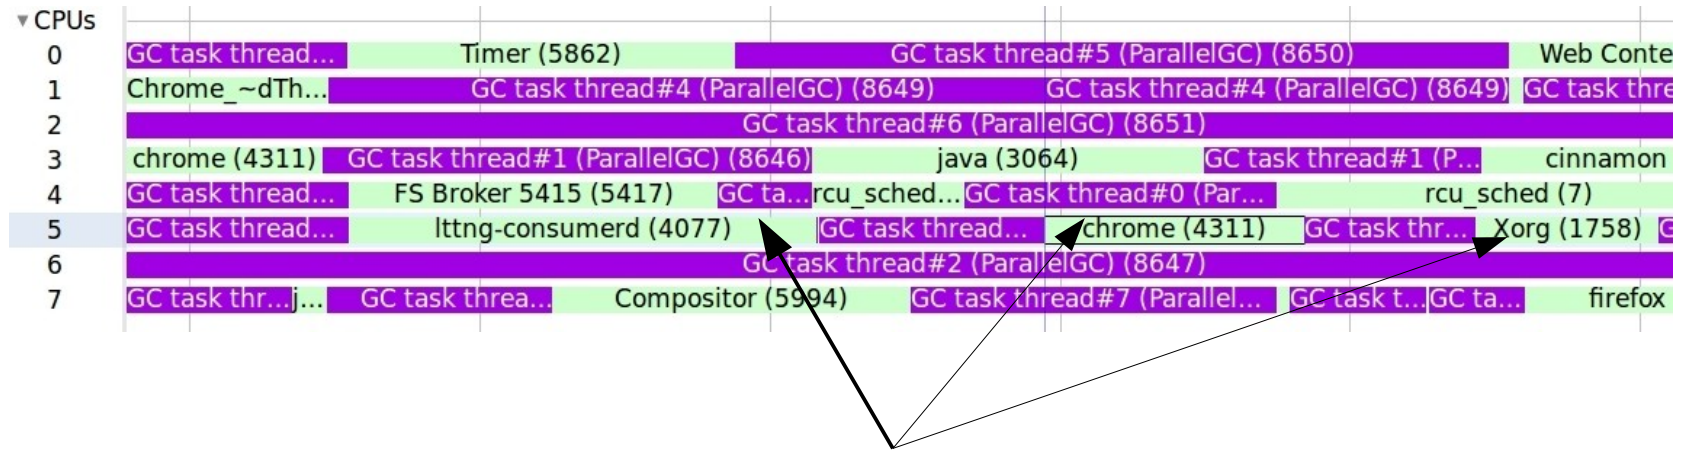 ▾ CPUs
0 GC task thread... Timer (5862) GC task thread#5 (ParallelGC) (8650) Web Conte
1 Chrome_~dTh... GC task thread#4 (ParallelGC) (8649) GC task thread#4 (ParallelGC) (8649) GC task thre
2 GC task thread#6 (ParallelGC) (8651)
3 chrome (4311) GC task thread#1 (ParallelGC) (8646) java (3064) GC task thread#1 (P... cinnamon
4 GC task thread... FS Broker 5415 (5417) GC ta... rcu_sched... GC task thread#0 (Par... rcu_sched (7)
5 GC task thread... lttng-consumerd (4077) GC task thread... chrome (4311) GC task thr... Xorg (1758) G
6 GC task thread#2 (ParallelGC) (8647)
7 GC task thr... j... GC task threa... Compositor (5994) GC task thread#7 (Parallel... GC task t... GC ta... firefox